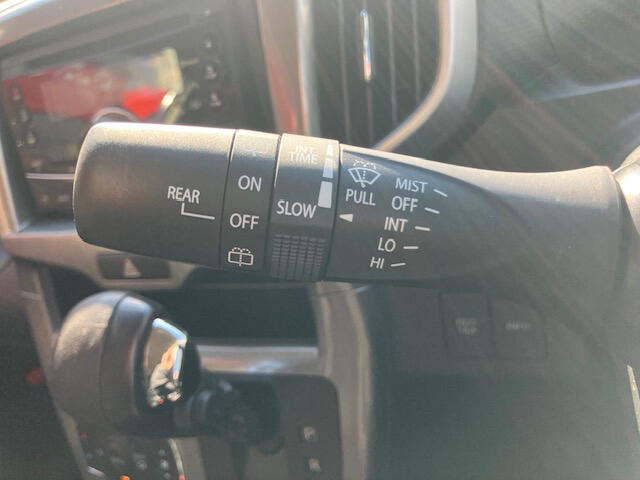 REAR
ON
OFF
INT
TIME
SLOW
PULL
MIST
OFF
INT
LO
HI
P
R